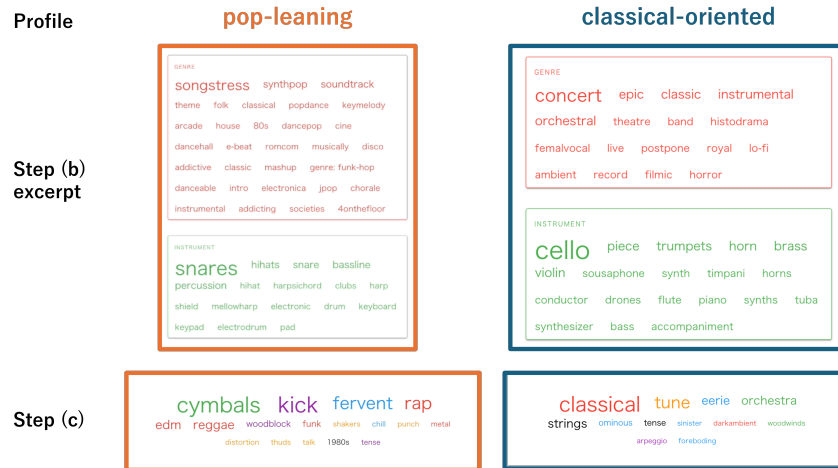 Profile
pop-leaning
classical-oriented
Step (b)
excerpt
GENRE
songstress synthpop soundtrack
theme folk classical popdance keymelody
arcade house 80s dancepop cine
dancehall e-beat romcom musically disco
addictive classic mashup genre: funk-hop
danceable intro electronica jpop chorale
instrumental addicting societies 4onthefloor
INSTRUMENT
snares hihats snare bassline
percussion hihat harpsichord clubs harp
shield mellowharp electronic drum keyboard
keypad electrodrum pad
GENRE
concert epic classic instrumental
orchestral theatre band histodrama
femalvocal live postpone royal lo-fi
ambient record filmic horror
INSTRUMENT
cello piece trumpets horn brass
violin sousaphone synth timpani horns
conductor drones flute piano synths tuba
synthesizer bass accompaniment
Step (c)
cymbals kick fervent rap
edm reggae woodblock funk shakers chill punch metal
distortion thuds talk 1980s tense
classical tune eerie orchestra
strings ominous tense sinister darkambient woodwinds
arpeggio foreboding